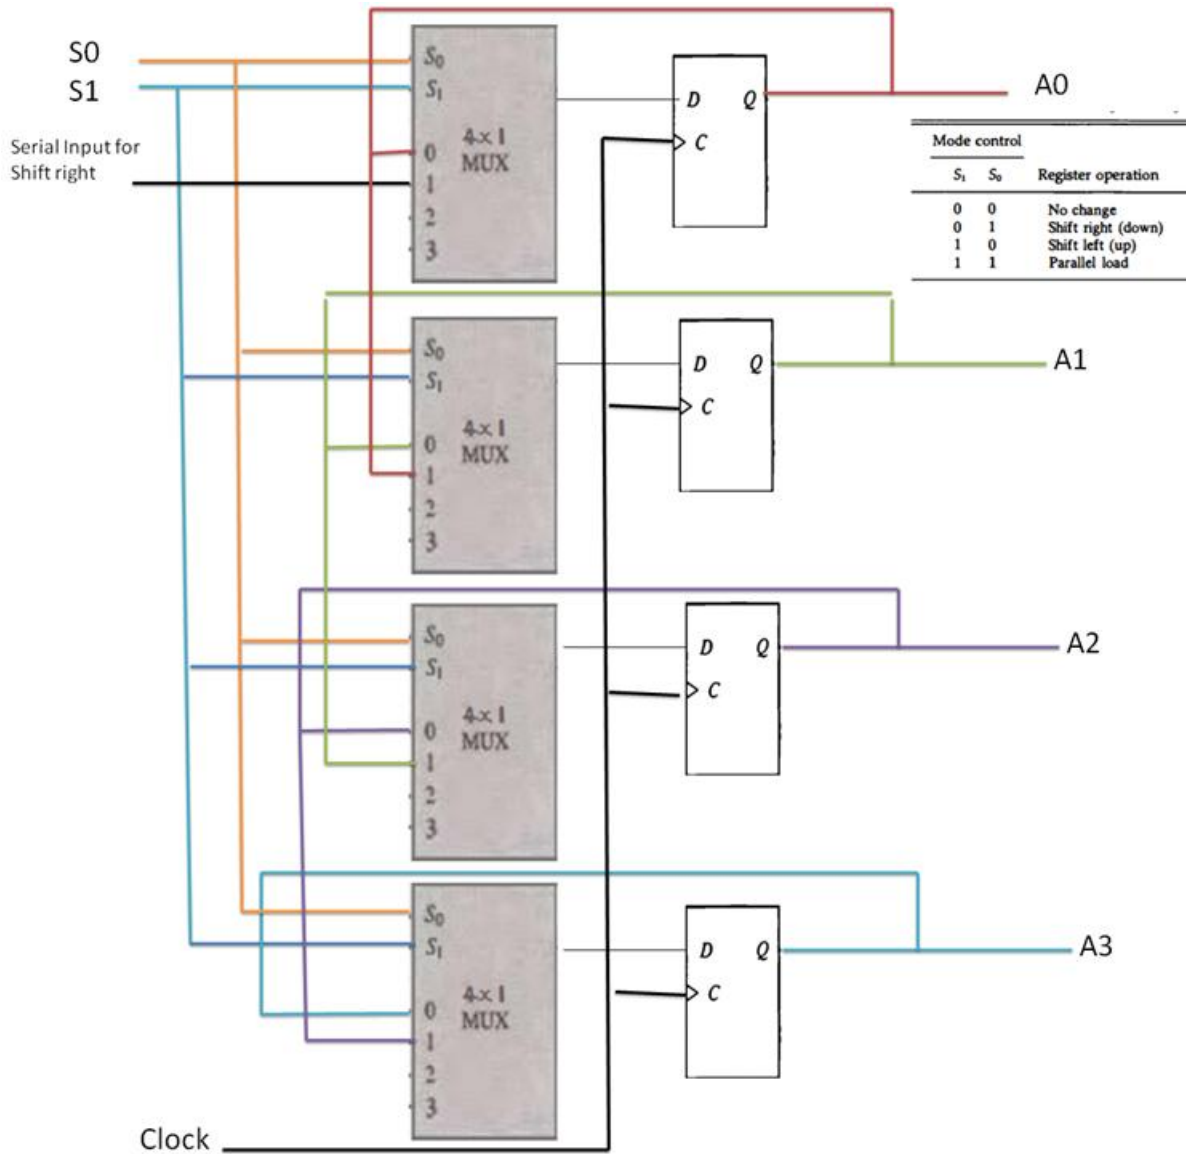 S0
S1
Serial Input for
Shift right
S₀
S₁
4×1
MUX
0
1
2
3
D Q
C
A0
Mode control
S₁ S₀ Register operation
0 0 No change
0 1 Shift right (down)
1 0 Shift left (up)
1 1 Parallel load
S₀
S₁
4×1
MUX
0
1
2
3
D Q
C
A1
S₀
S₁
4×1
MUX
0
1
2
3
D Q
C
A2
S₀
S₁
4×1
MUX
0
1
2
3
D Q
C
A3
Clock